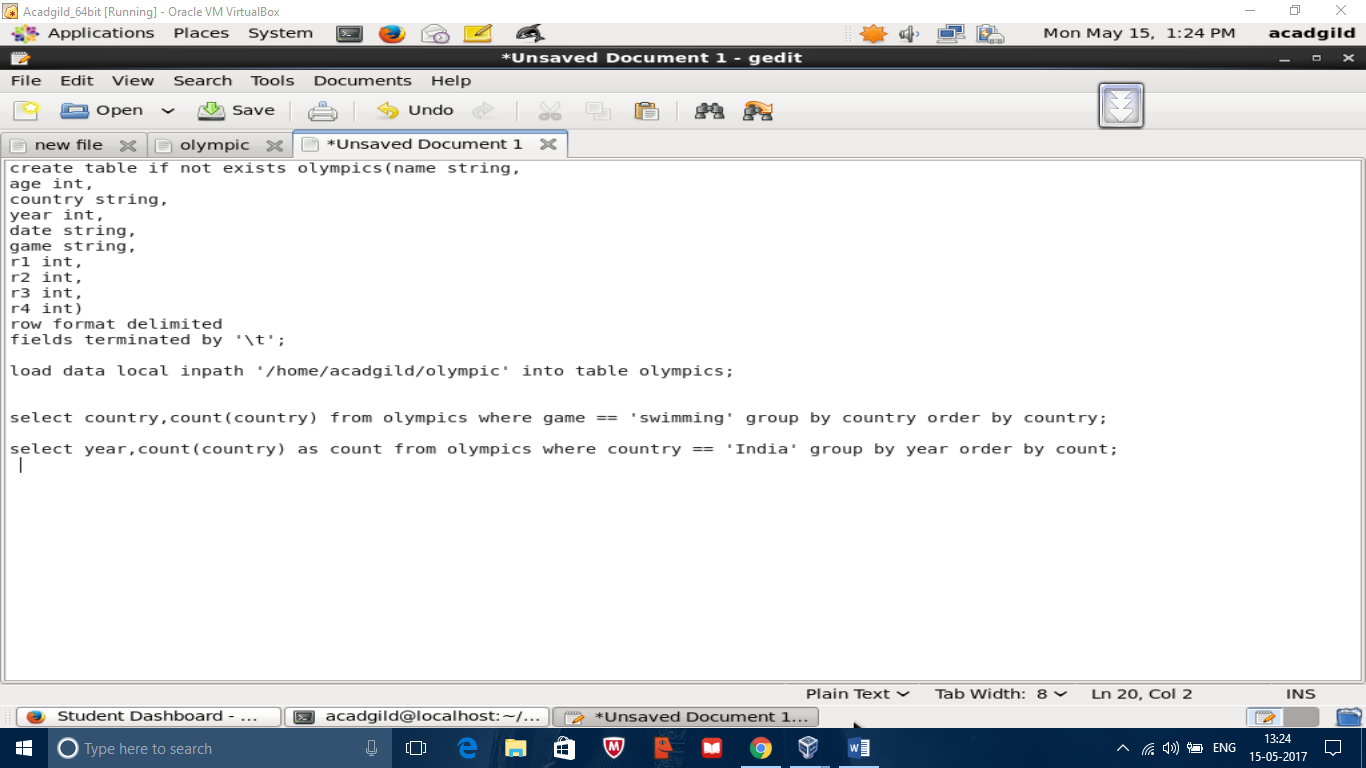 Acadgild_64bit [Running] - Oracle VM VirtualBox
Applications Places System Mon May 15, 1:24 PM acadgild
*Unsaved Document 1 - gedit
File Edit View Search Tools Documents Help
Open Save Undo
new file olympic *Unsaved Document 1
create table if not exists olympics(name string,
age int,
country string,
year int,
date string,
game string,
r1 int,
r2 int,
r3 int,
r4 int)
row format delimited
fields terminated by '\t';
load data local inpath '/home/acadgild/olympic' into table olympics;
select country,count(country) from olympics where game == 'swimming' group by country order by country;
select year,count(country) as count from olympics where country == 'India' group by year order by count;
Plain Text Tab Width: 8 Ln 20, Col 2 INS
Student Dashboard - ... acadgild@localhost:~/... *Unsaved Document 1...
Type here to search ENG 13:24
15-05-2017